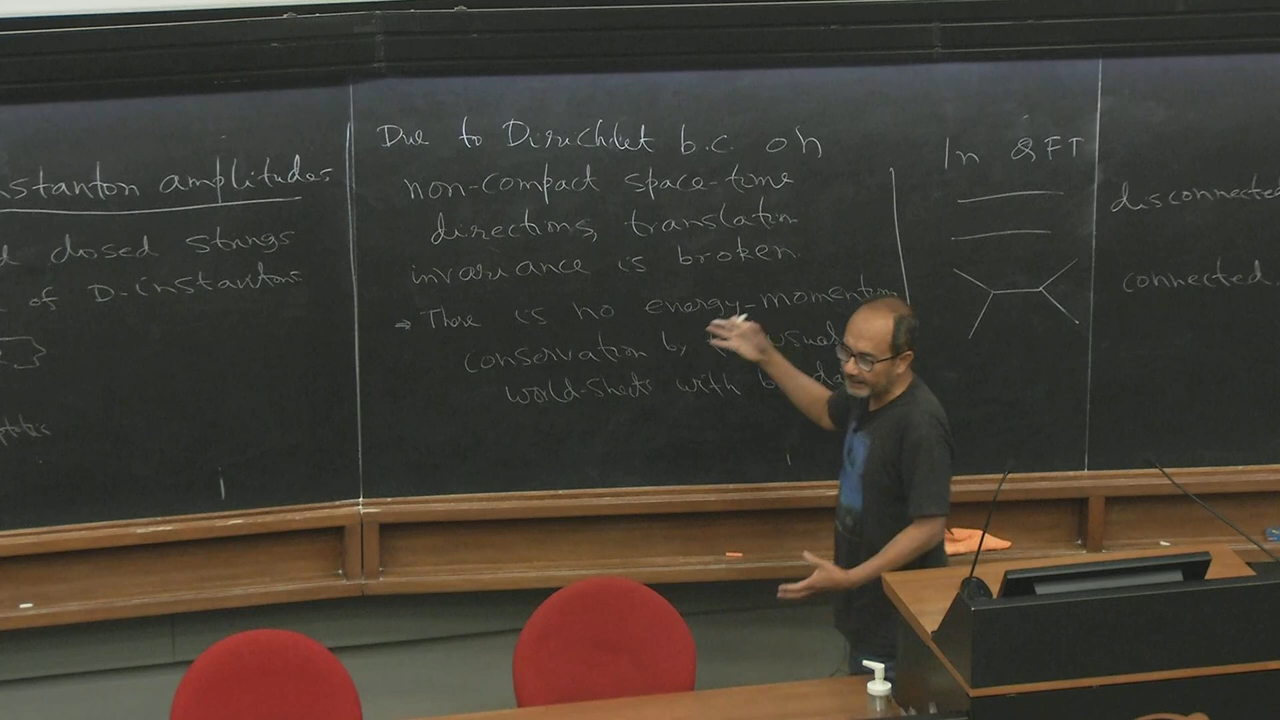 nstanton amplitudes
closed strings
of D-instantons
Due to Dirichlet b.c. on
non-compact space-time
directions, translation
invariance is broken.
⇒ There is no energy-momentum
conservation by usual
world-sheets with
In QFT
disconnected
connected.